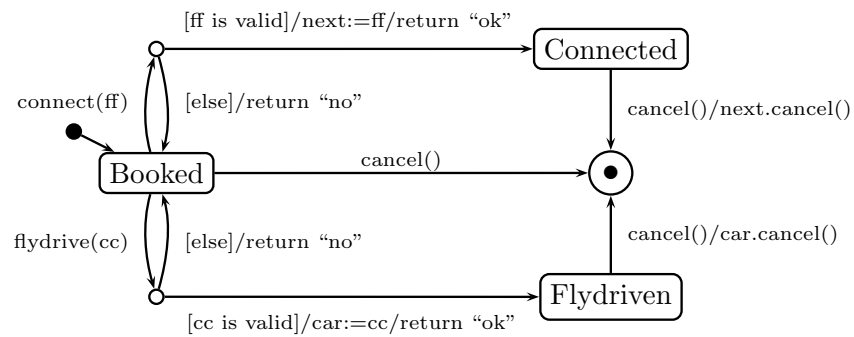 [ff is valid]/next:=ff/return “ok”
Connected
connect(ff)
[else]/return “no”
cancel()/next.cancel()
Booked
cancel()
flydrive(cc)
[else]/return “no”
cancel()/car.cancel()
Flydriven
[cc is valid]/car:=cc/return “ok”